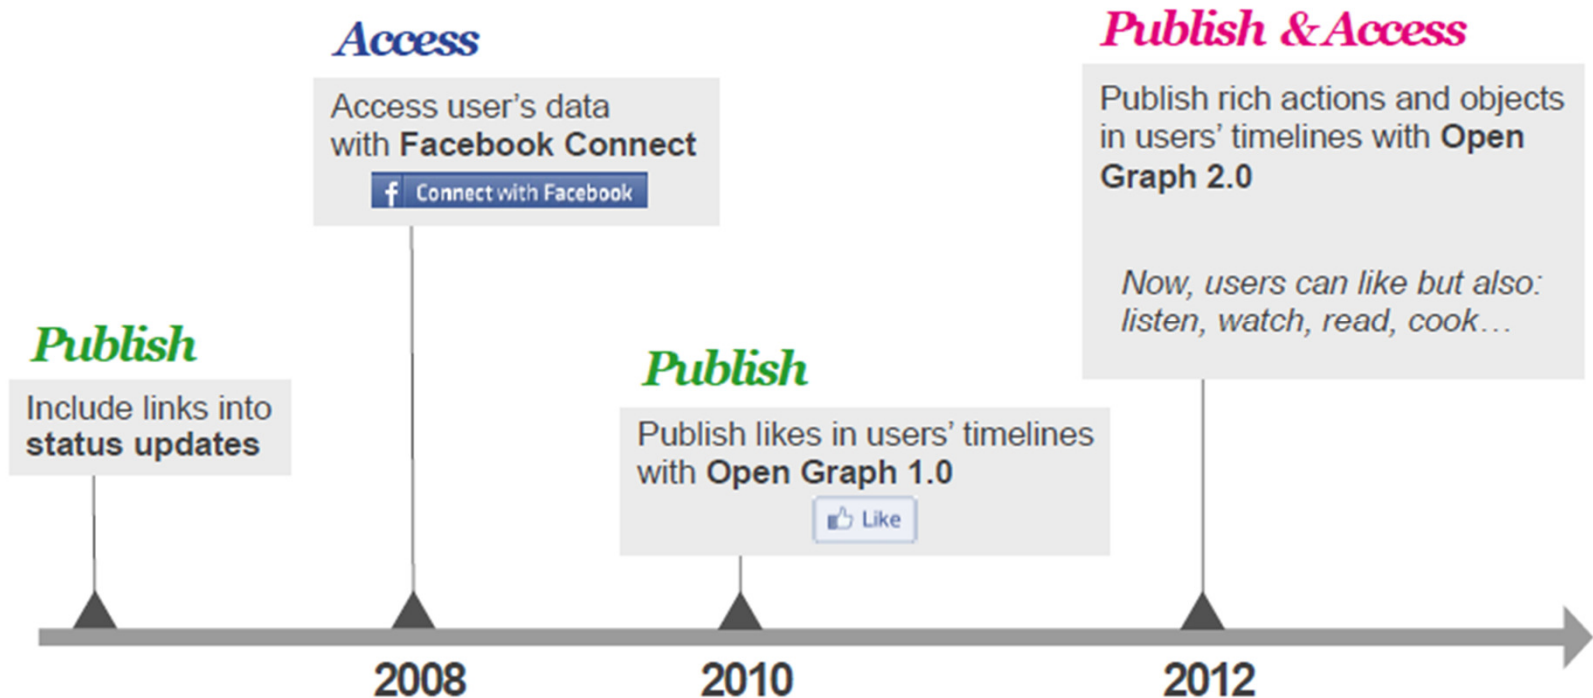 Publish
Include links into
status updates
Access
Access user's data
with Facebook Connect
f Connect with Facebook
Publish
Publish likes in users' timelines
with Open Graph 1.0
Like
Publish & Access
Publish rich actions and objects
in users' timelines with Open
Graph 2.0
Now, users can like but also:
listen, watch, read, cook...
2008
2010
2012